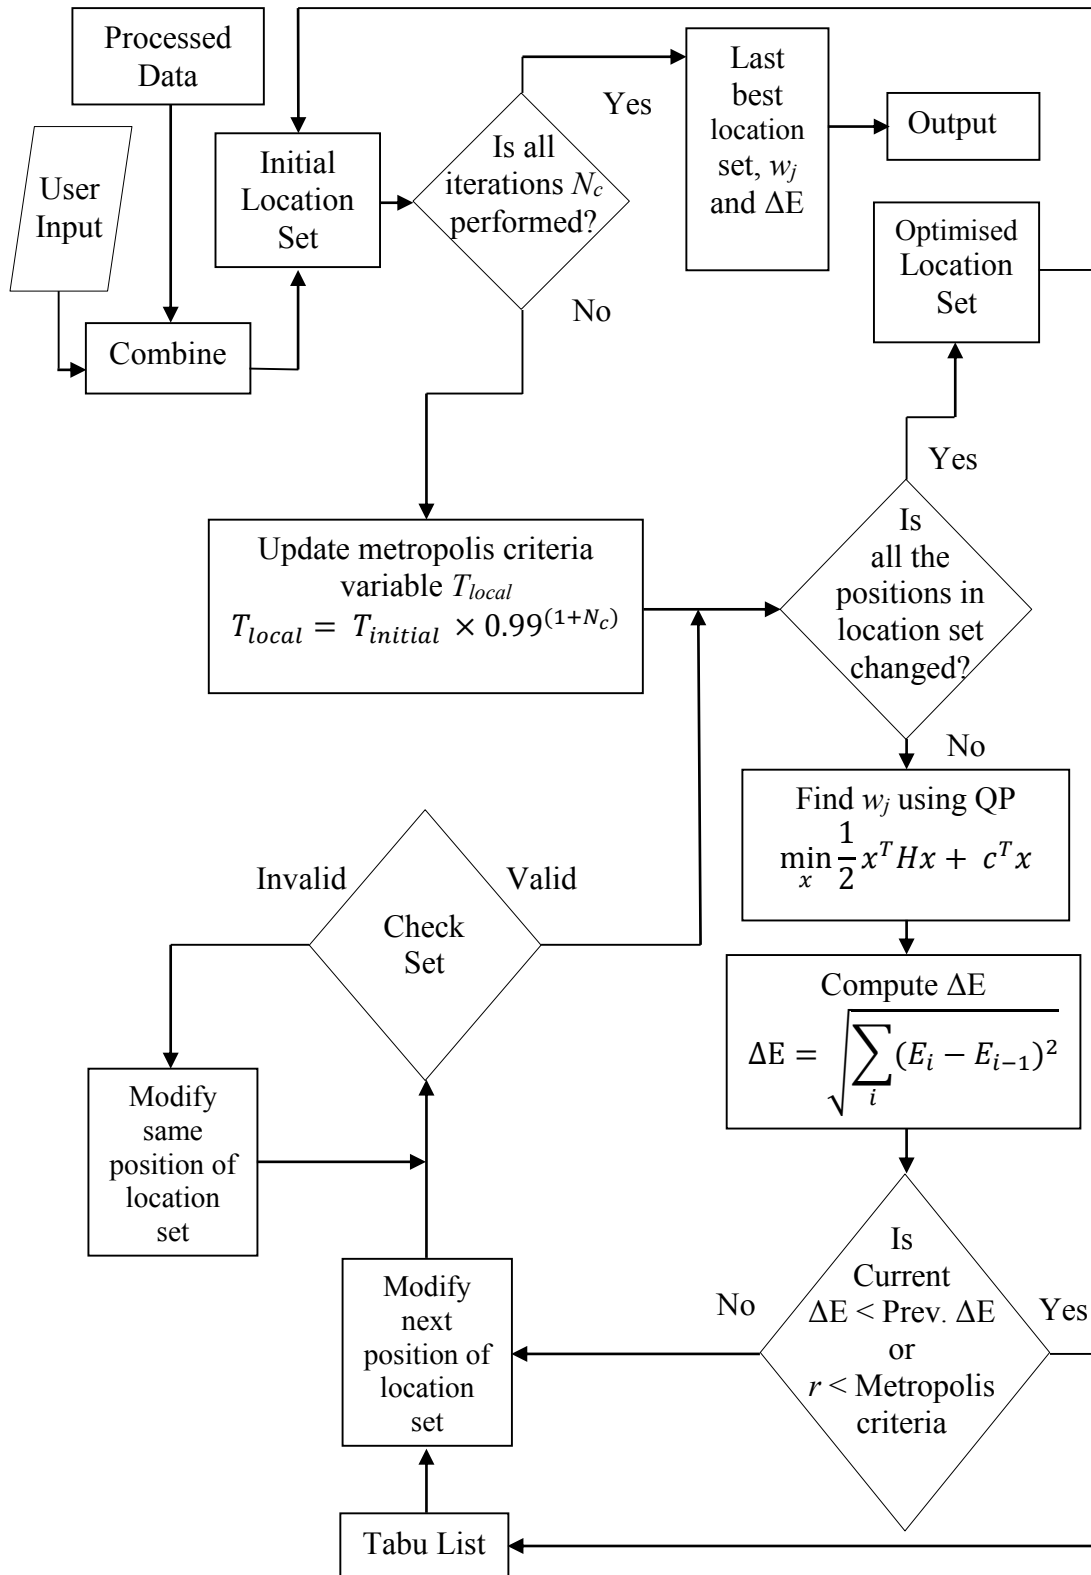 Processed
Data
User
Input
Combine
Initial
Location
Set
Is all
iterations N_c
performed?
Yes
No
Last
best
location
set, w_j
and ΔE
Output
Optimised
Location
Set
Update metropolis criteria
variable T_local
T_local = T_initial × 0.99^(1+N_c)
Yes
Is
all the
positions in
location set
changed?
No
Find w_j using QP
min_x 1/2 x^T Hx + c^T x
Compute ΔE
ΔE = √(∑_i (E_i − E_{i−1})^2)
Is
Current
ΔE < Prev. ΔE
or
r < Metropolis
criteria
No
Yes
Invalid
Valid
Check
Set
Modify
same
position of
location
set
Modify
next
position of
location
set
Tabu List